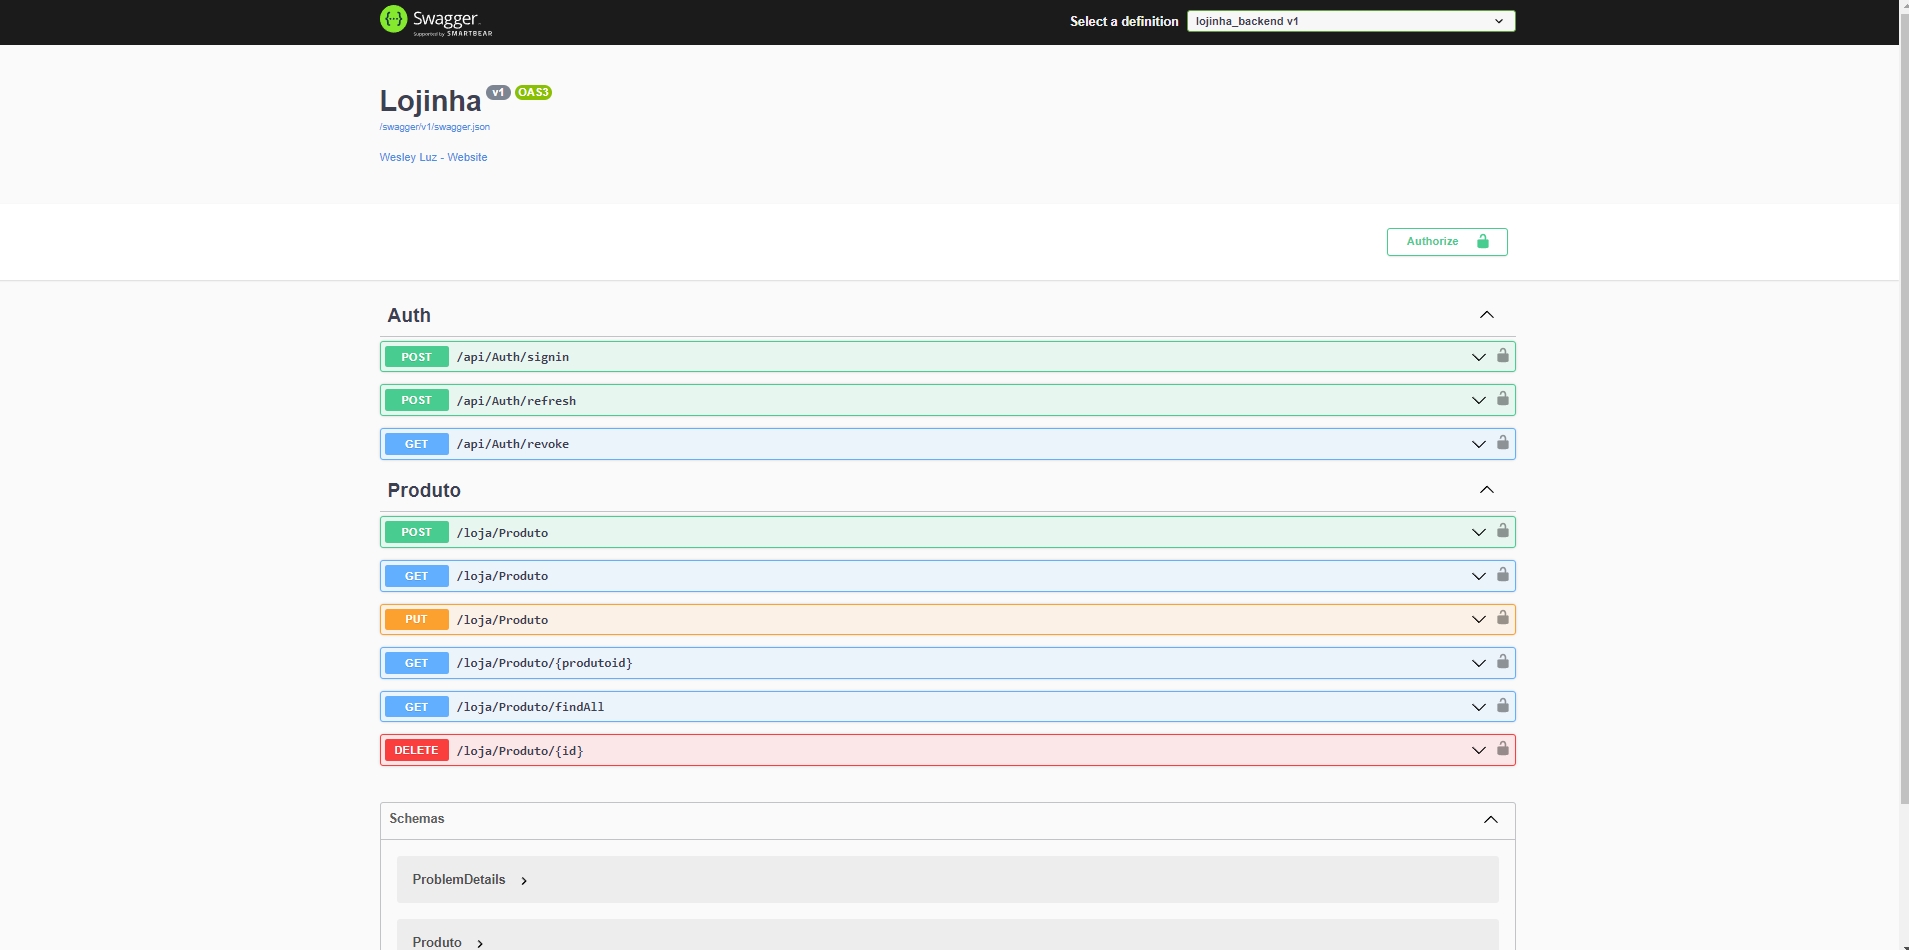 Swagger.
Supported by SMARTBEAR
Select a definition
lojinha_backend v1
Lojinha v1 OAS3
/swagger/v1/swagger.json
Wesley Luz - Website
Authorize
Auth
POST /api/Auth/signin
POST /api/Auth/refresh
GET /api/Auth/revoke
Produto
POST /loja/Produto
GET /loja/Produto
PUT /loja/Produto
GET /loja/Produto/{produtoid}
GET /loja/Produto/findAll
DELETE /loja/Produto/{id}
Schemas
ProblemDetails
Produto